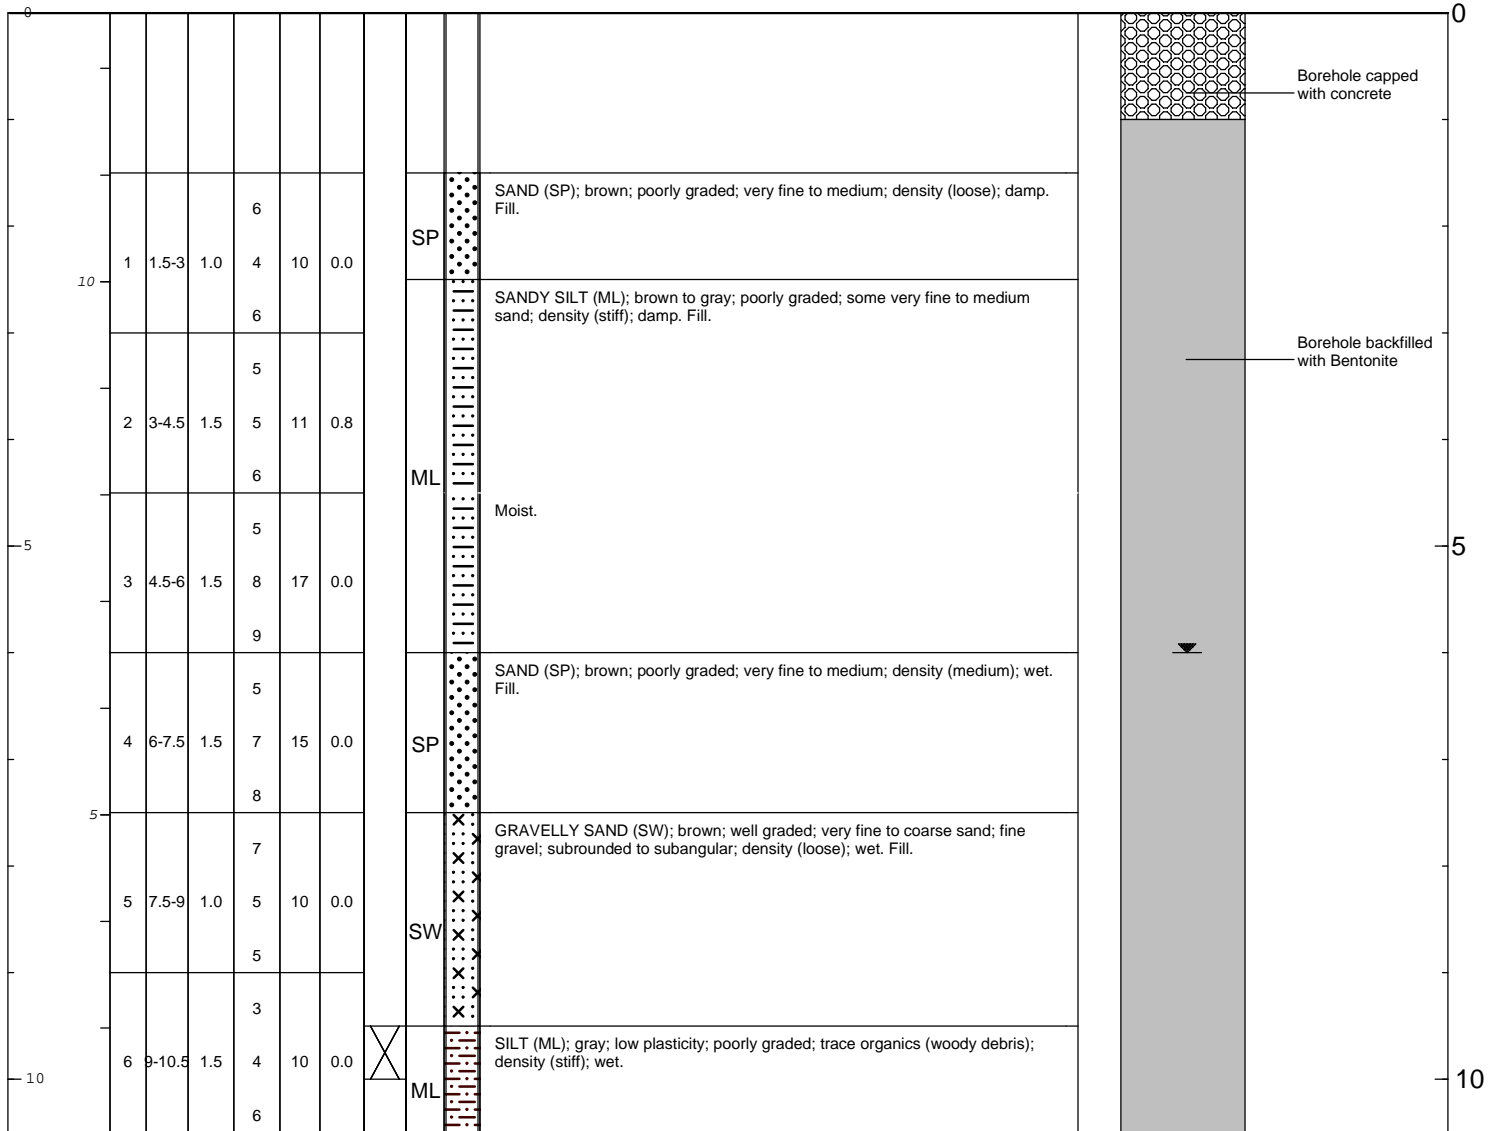 0
0
Borehole capped
with concrete
SAND (SP); brown; poorly graded; very fine to medium; density (loose); damp.
Fill.
6
SP
1 1.5-3 1.0 4 10 0.0
10
SANDY SILT (ML); brown to gray; poorly graded; some very fine to medium
sand; density (stiff); damp. Fill.
6
Borehole backfilled
with Bentonite
5
2 3-4.5 1.5 5 11 0.8
6
ML
Moist.
5
5
5
3 4.5-6 1.5 8 17 0.0
9
SAND (SP); brown; poorly graded; very fine to medium; density (medium); wet.
Fill.
5
4 6-7.5 1.5 7 15 0.0
SP
8
5
GRAVELLY SAND (SW); brown; well graded; very fine to coarse sand; fine
gravel; subrounded to subangular; density (loose); wet. Fill.
7
5 7.5-9 1.0 5 10 0.0
SW
5
3
SILT (ML); gray; low plasticity; poorly graded; trace organics (woody debris);
density (stiff); wet.
6 9-10.5 1.5 4 10 0.0
10
10
ML
6